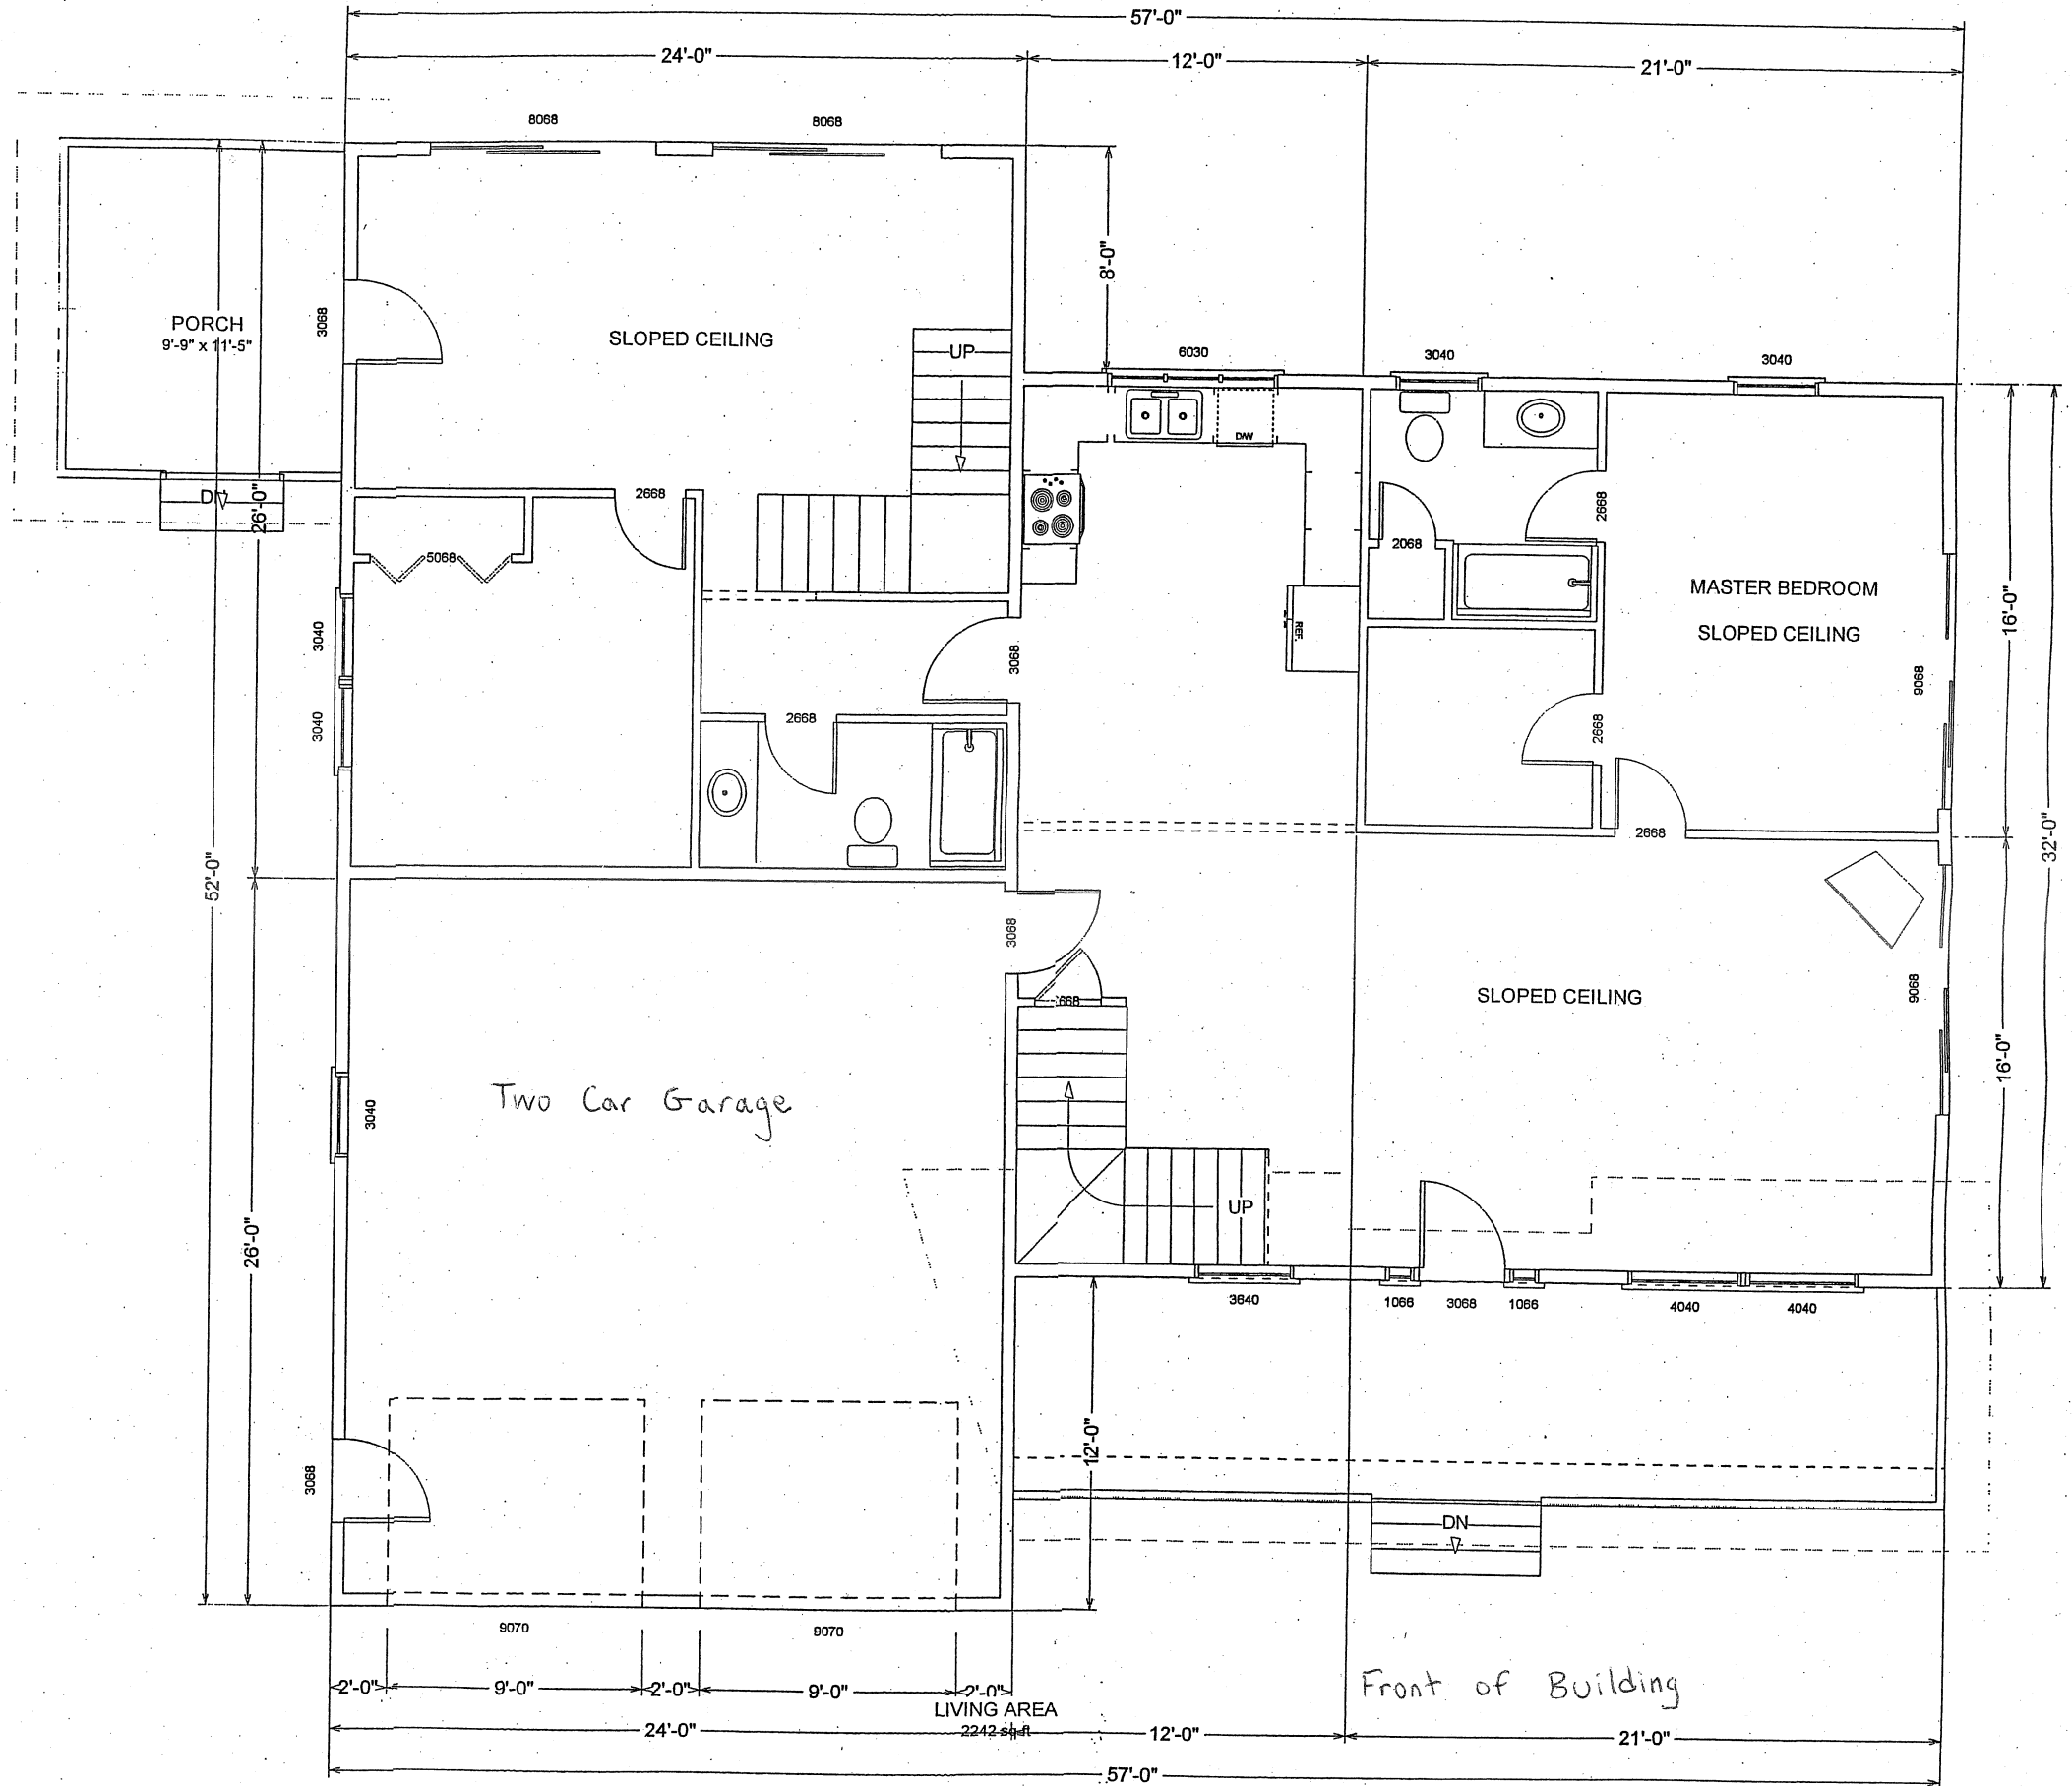 57'-0"
24'-0" 12'-0" 21'-0"
8068 8068
8'-0"
PORCH
9'-9" x 11'-5"
3068
SLOPED CEILING
UP
6030 3040 3040
D/W
26'-0"
2668
5068
2068
2668
MASTER BEDROOM
SLOPED CEILING
16'-0"
REF.
3040
3068
9068
2668
2668
3040
2668
32'-0"
52'-0"
3068
9068
SLOPED CEILING
16'-0"
Two Car Garage
3040
26'-0"
UP
3640 1066 3068 1066 4040 4040
12'-0"
3068
DN
9070 9070
Front of Building
2'-0" 9'-0" 2'-0" 9'-0" 2'-0"
LIVING AREA
2242 sq ft
24'-0" 12'-0" 21'-0"
57'-0"